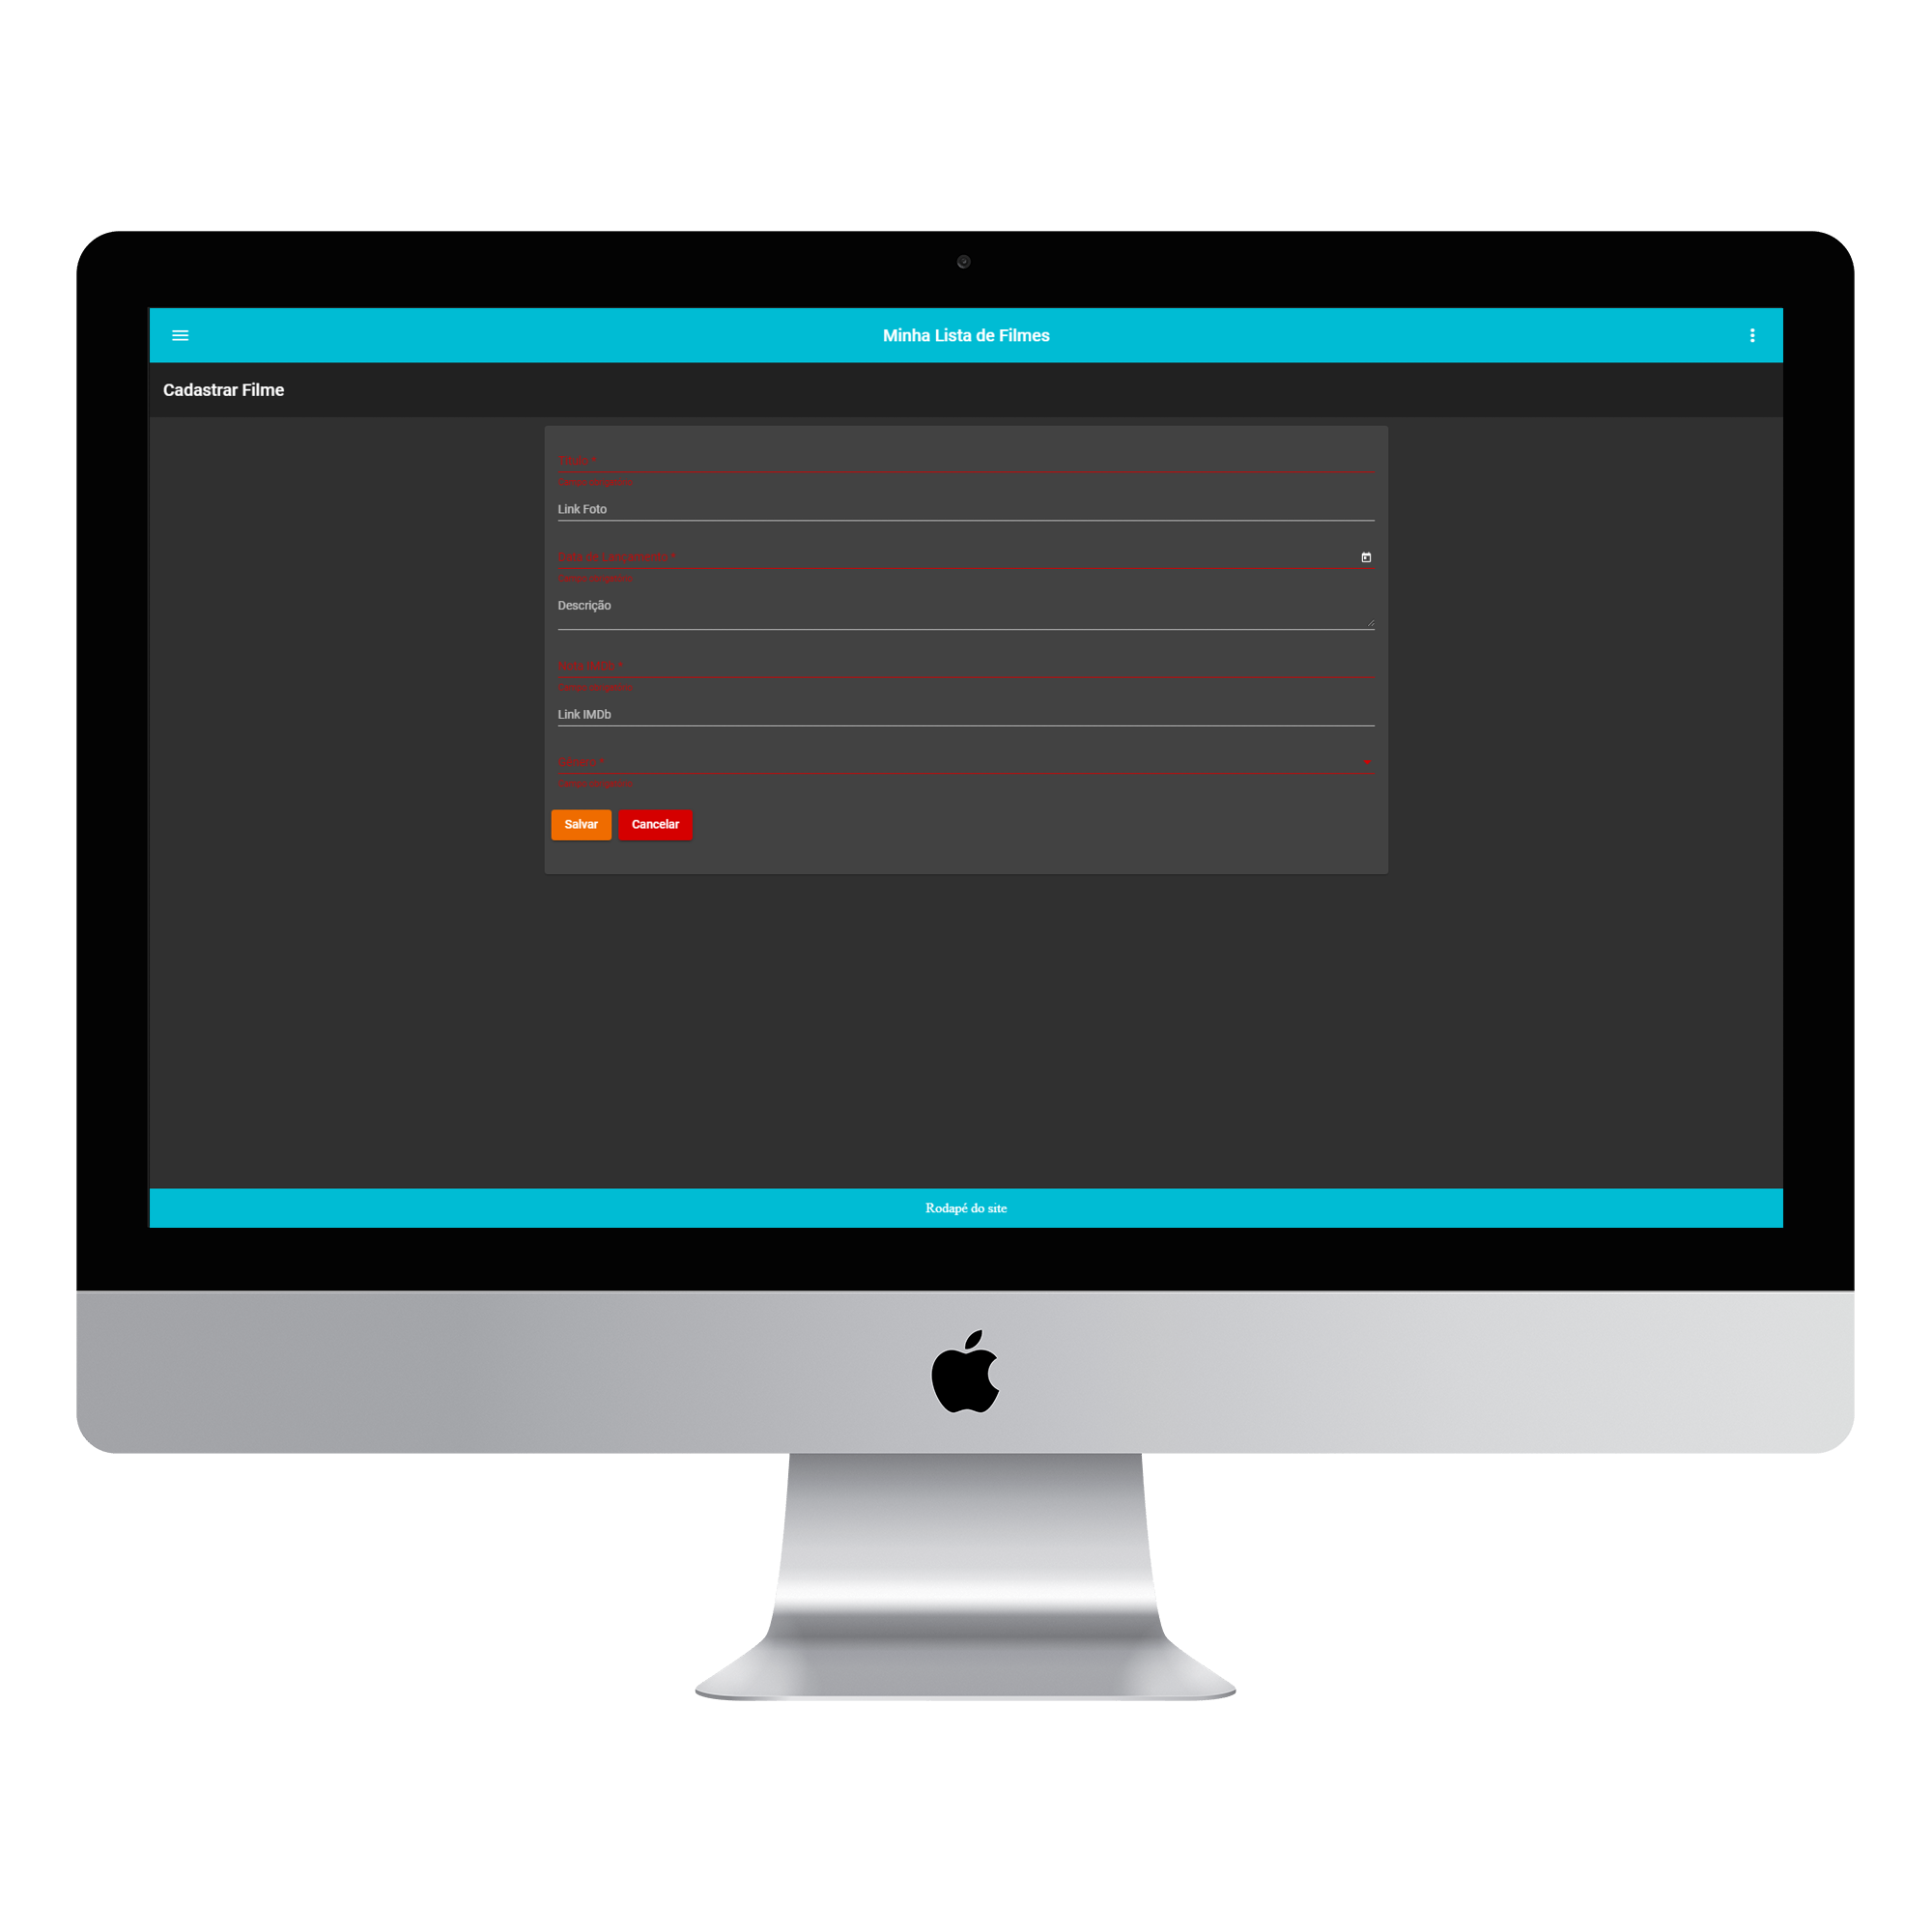 Minha Lista de Filmes
Cadastrar Filme
Título *
Campo obrigatório
Link Foto
Data de Lançamento *
Campo obrigatório
Descrição
Nota IMDb *
Campo obrigatório
Link IMDb
Gênero *
Campo obrigatório
Salvar
Cancelar
Rodapé do site